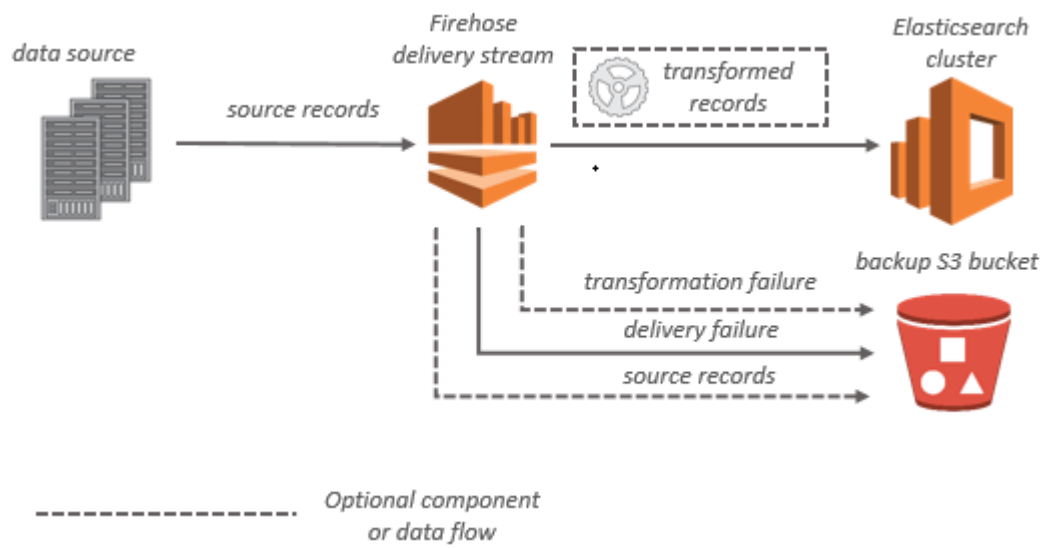 data source
source records
Firehose
delivery stream
transformed
records
Elasticsearch
cluster
backup S3 bucket
transformation failure
delivery failure
source records
Optional component
or data flow